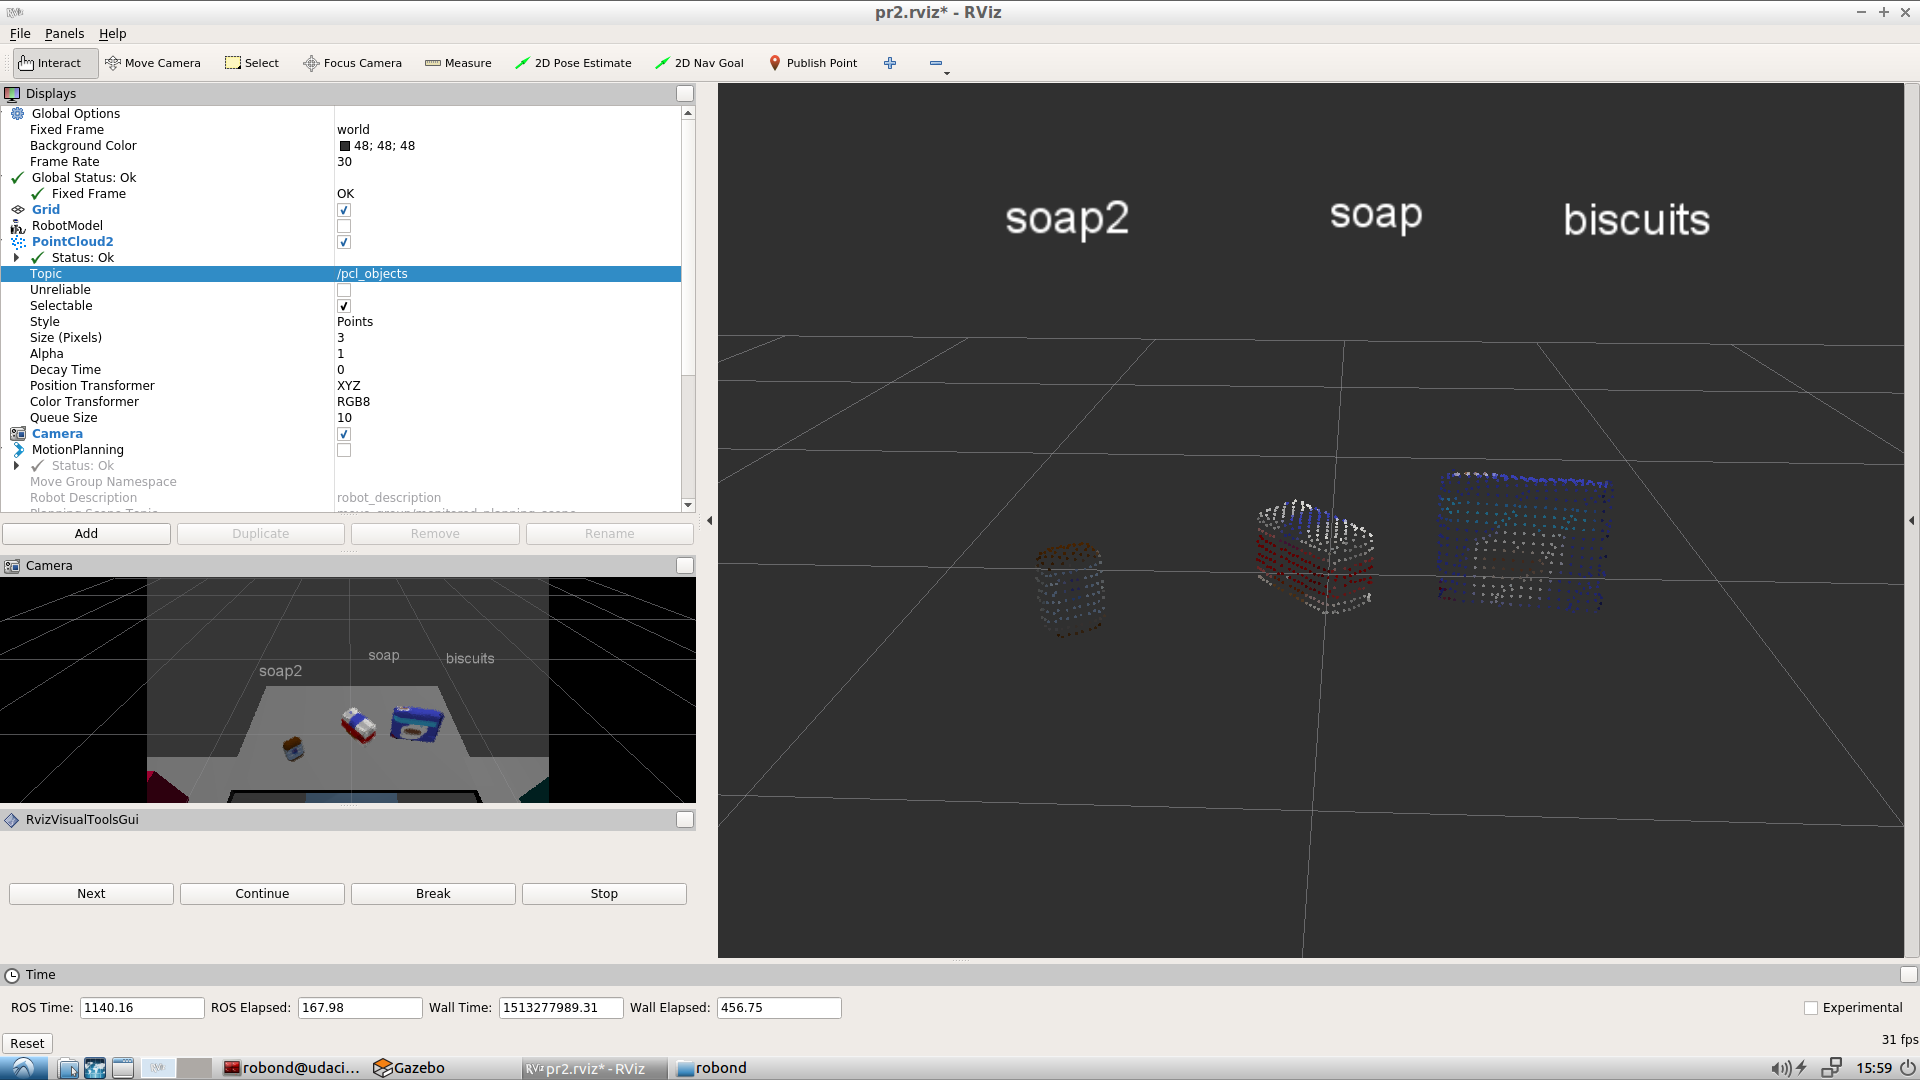 pr2.rviz* - RViz
File Panels Help
Interact Move Camera Select Focus Camera Measure 2D Pose Estimate 2D Nav Goal Publish Point
Displays
Global Options
Fixed Frame world
Background Color 48; 48; 48
Frame Rate 30
Global Status: Ok
Fixed Frame OK
Grid
RobotModel
PointCloud2
Status: Ok
Topic /pcl_objects
Unreliable
Selectable
Style Points
Size (Pixels) 3
Alpha 1
Decay Time 0
Position Transformer XYZ
Color Transformer RGB8
Queue Size 10
Camera
MotionPlanning
Status: Ok
Move Group Namespace
Robot Description robot_description
Add Duplicate Remove Rename
Camera
soap2 soap biscuits
RvizVisualToolsGui
Next Continue Break Stop
soap2 soap biscuits
Time
ROS Time: 1140.16 ROS Elapsed: 167.98 Wall Time: 1513277989.31 Wall Elapsed: 456.75 Experimental
Reset 31 fps
robond@udaci... Gazebo pr2.rviz* - RViz robond 15:59